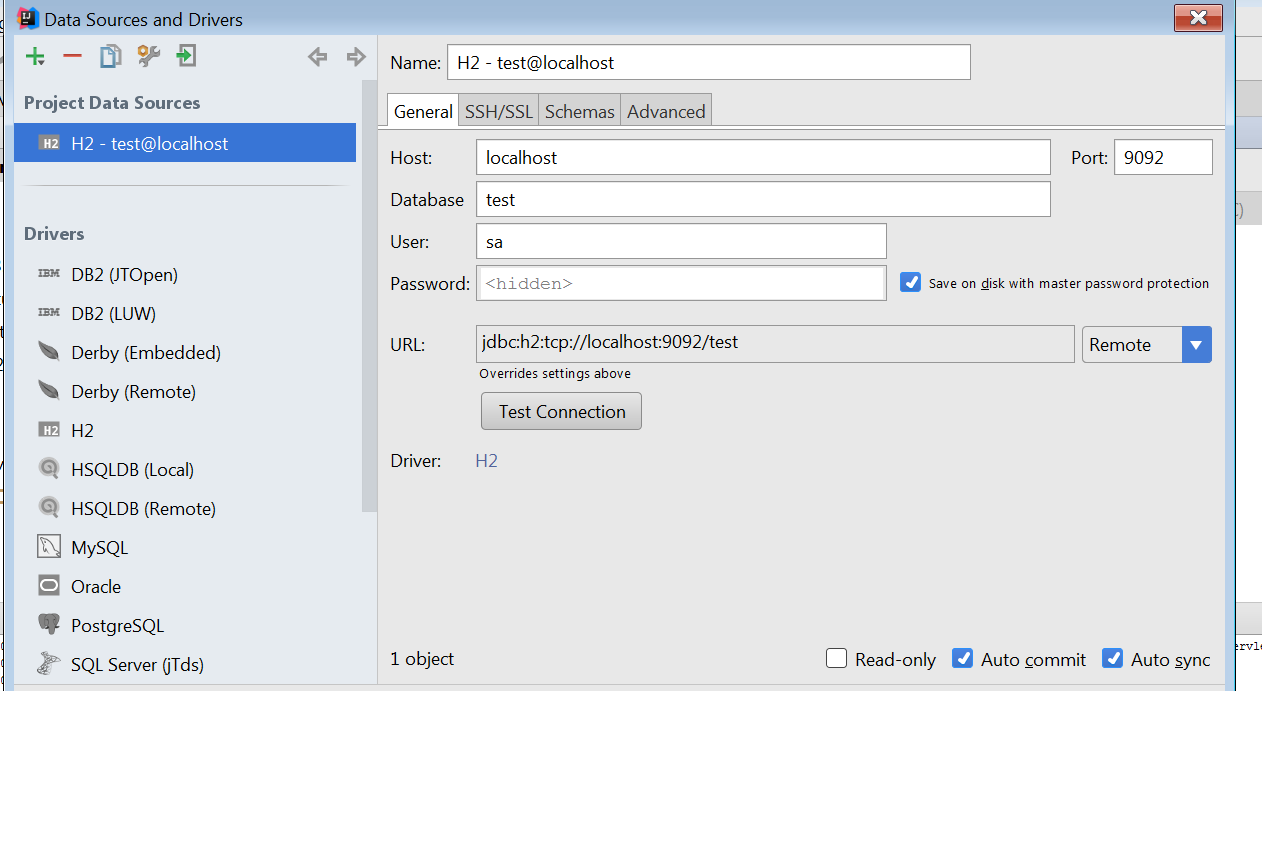 Data Sources and Drivers
Name: H2 - test@localhost
Project Data Sources
H2 H2 - test@localhost
General SSH/SSL Schemas Advanced
Host: localhost Port: 9092
Database test
User: sa
Password: <hidden> Save on disk with master password protection
URL: jdbc:h2:tcp://localhost:9092/test Remote
Overrides settings above
Test Connection
Driver: H2
Drivers
IBM DB2 (JTOpen)
IBM DB2 (LUW)
Derby (Embedded)
Derby (Remote)
H2 H2
HSQLDB (Local)
HSQLDB (Remote)
MySQL
Oracle
PostgreSQL
SQL Server (jTds)
1 object Read-only Auto commit Auto sync